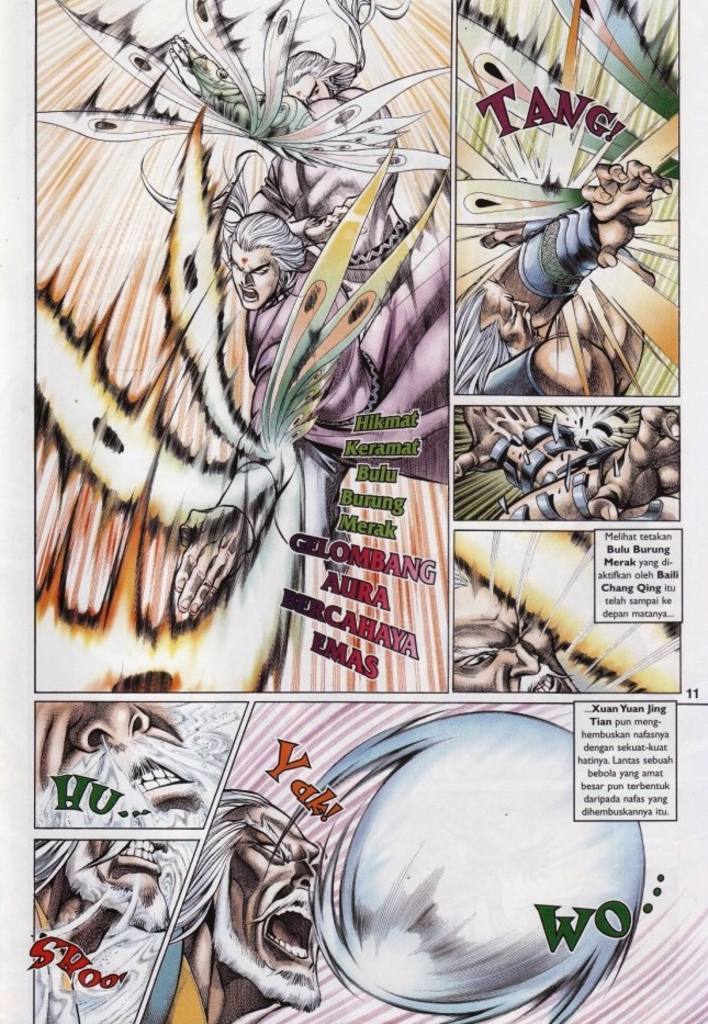 TANG!
Hikmat
Keramat
Bulu
Burung
Merak
GELOMBANG
AURA
BERCAHAYA
EMAS
Melihat tetakan
Bulu Burung
Merak yang di-
aktifkan oleh Baili
Chang Qing itu
telah sampai ke
depan matanya...
11
...Xuan Yuan Jing
Tian pun meng-
hembuskan nafasnya
dengan sekuat-kuat
hatinya. Lantas sebuah
bebola yang amat
besar pun terbentuk
daripada nafas yang
dihembuskannya itu.
HU...
Yah!
SHOO
WO...